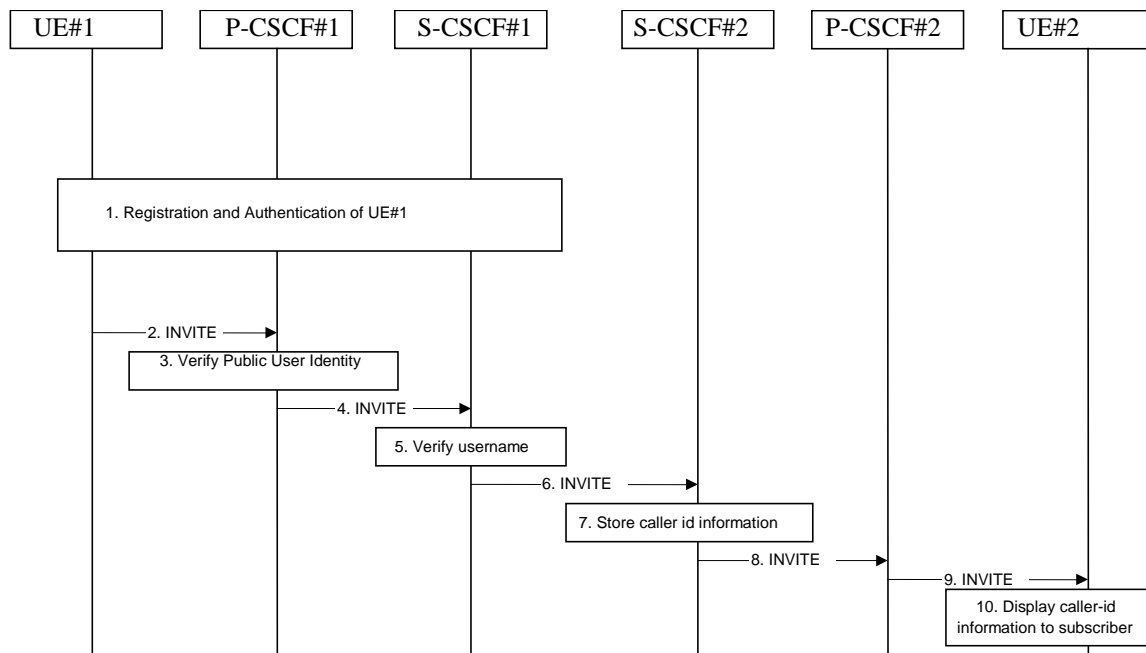 UE#1
P-CSCF#1
S-CSCF#1
S-CSCF#2
P-CSCF#2
UE#2
1. Registration and Authentication of UE#1
2. INVITE
3. Verify Public User Identity
4. INVITE
5. Verify username
6. INVITE
7. Store caller id information
8. INVITE
9. INVITE
10. Display caller-id
information to subscriber